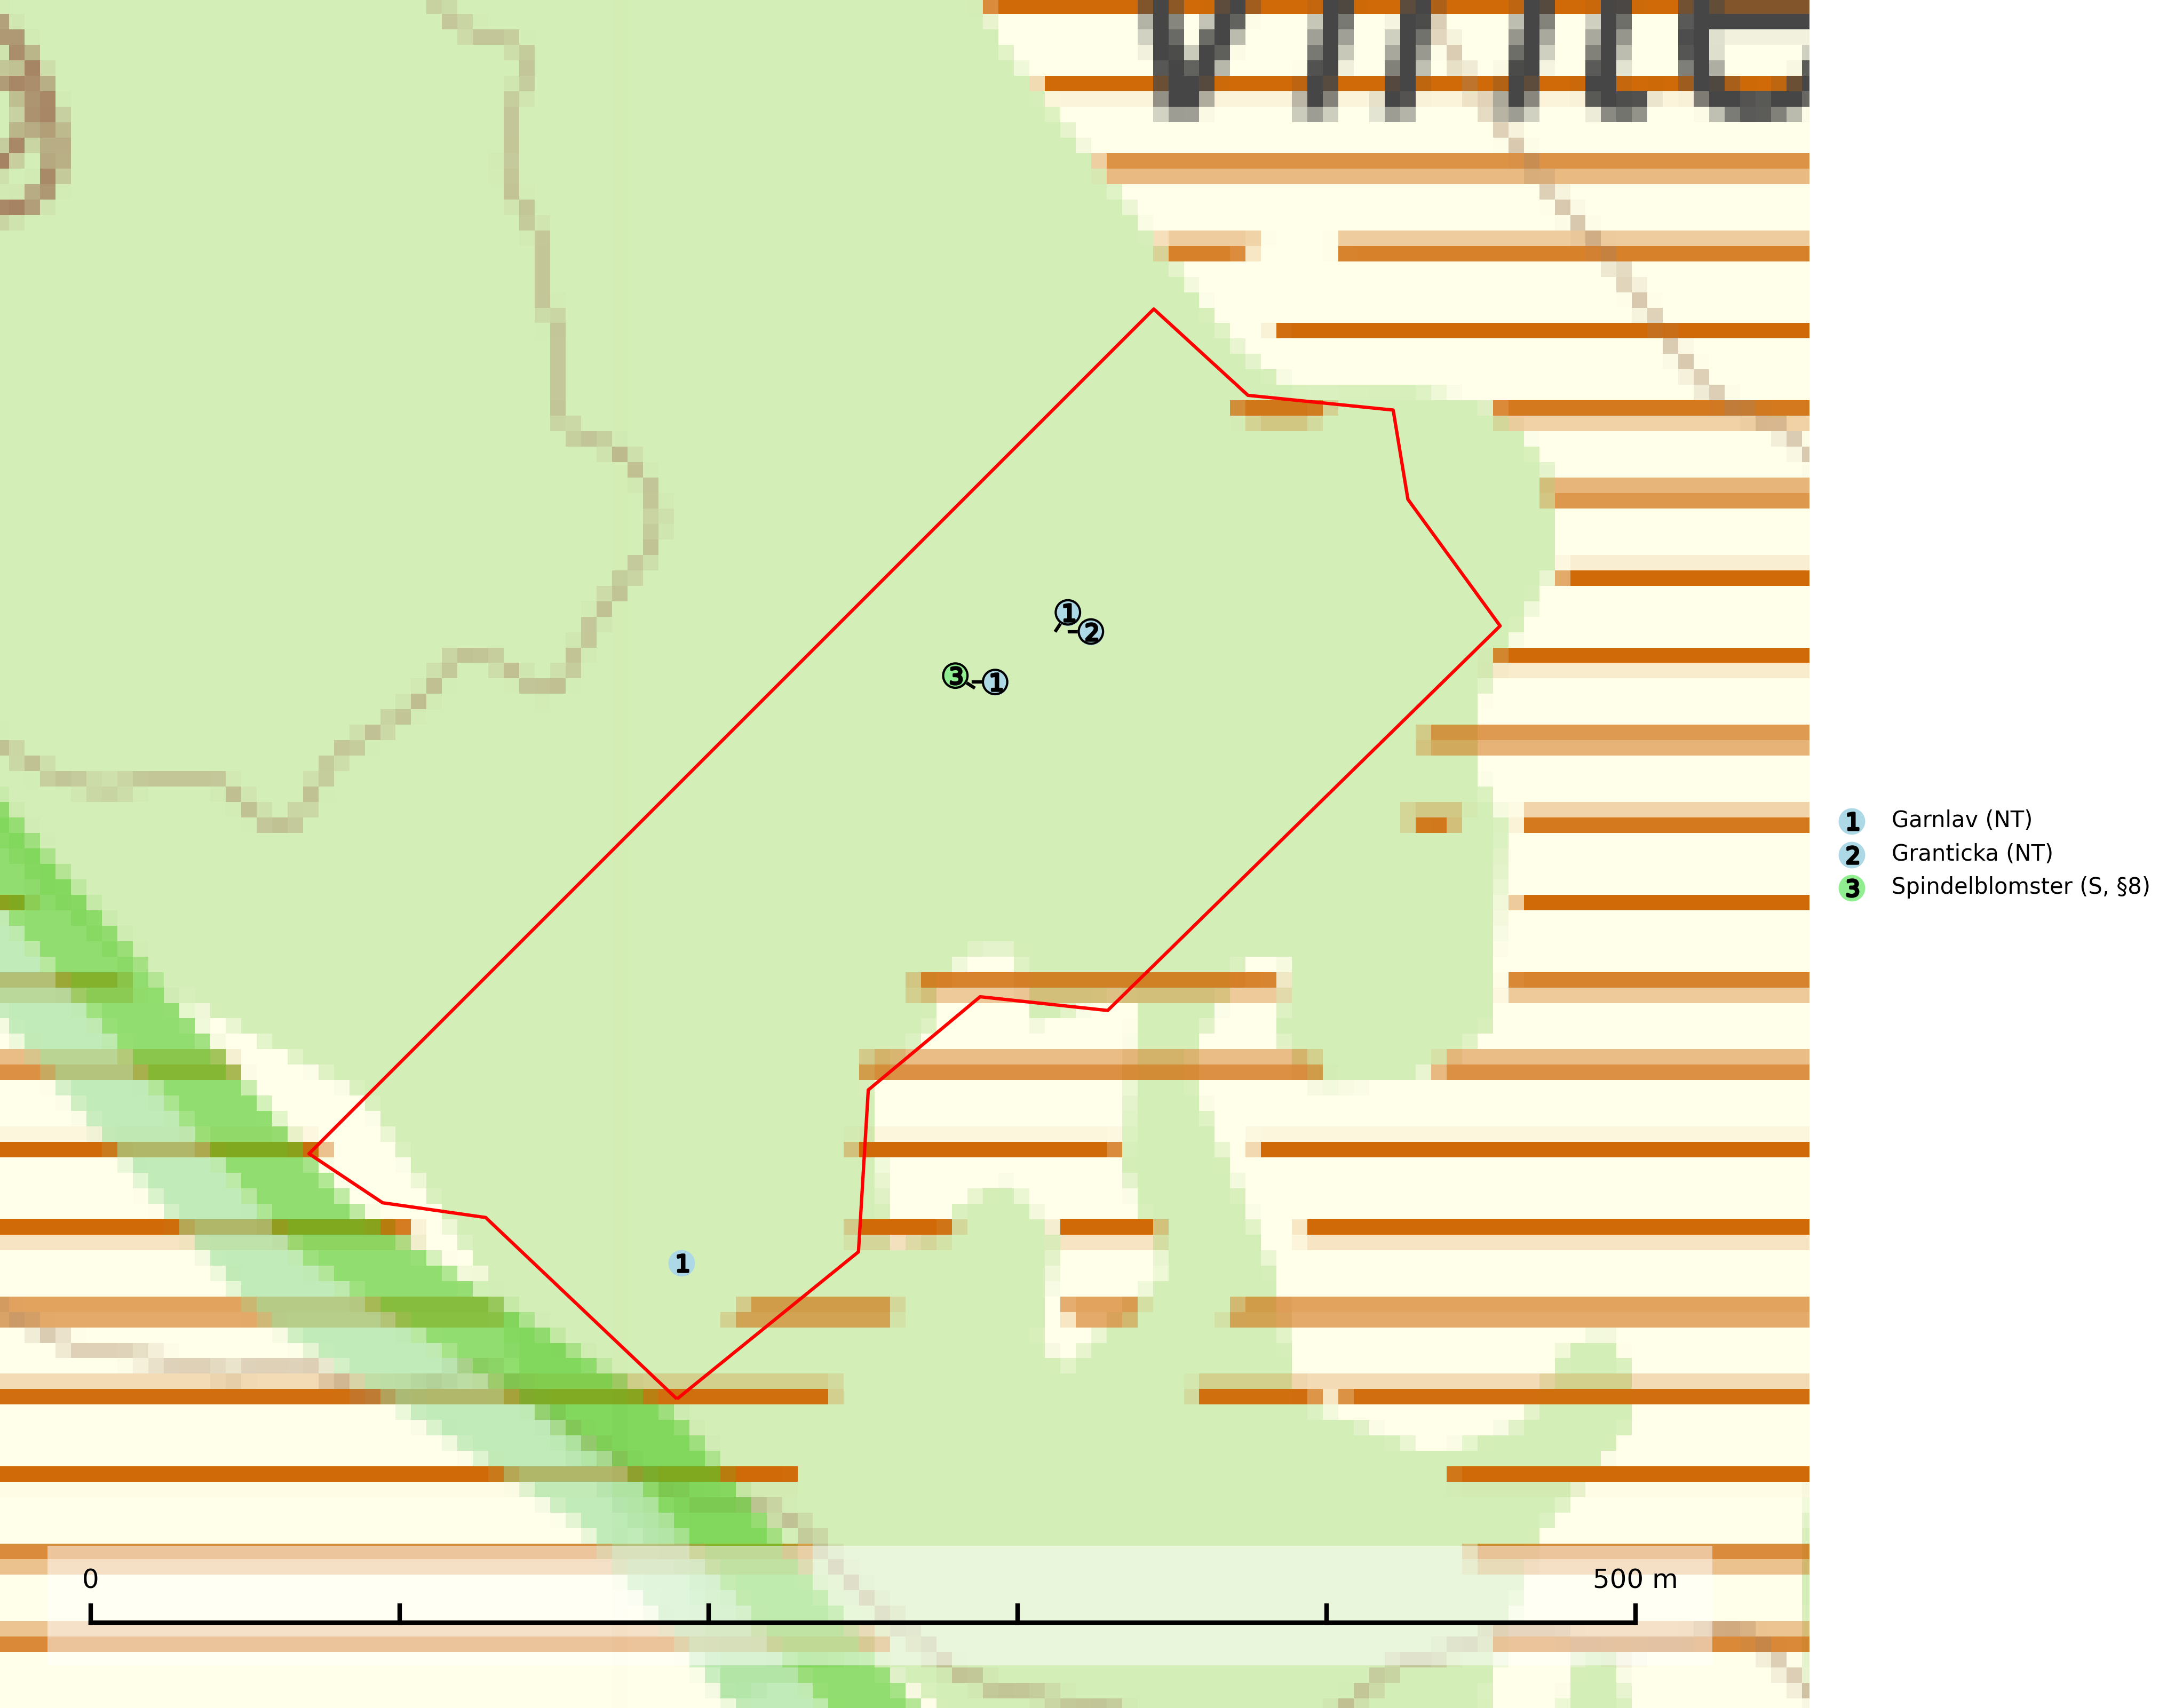 1
2
3
1
1
1 Garnlav (NT)
2 Granticka (NT)
3 Spindelblomster (S, §8)
0 500 m